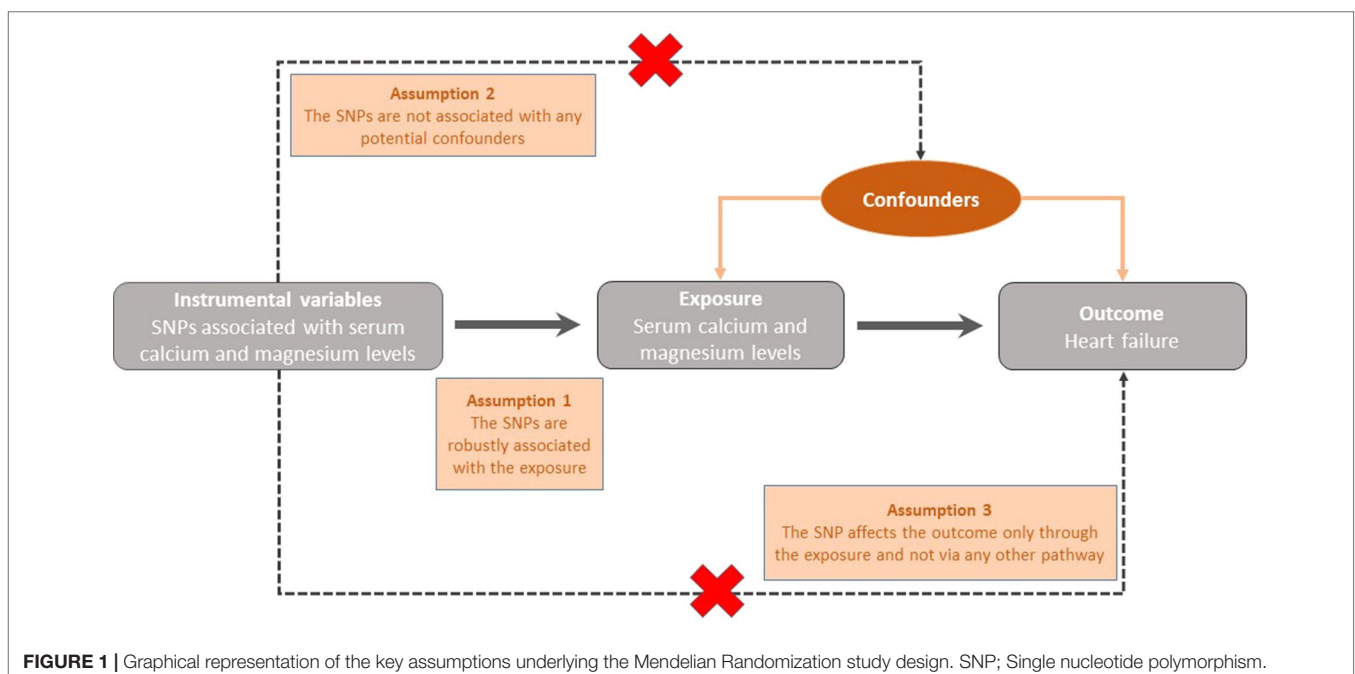 Assumption 2
The SNPs are not associated with any
potential confounders
Confounders
Instrumental variables
SNPs associated with serum
calcium and magnesium levels
Exposure
Serum calcium and
magnesium levels
Outcome
Heart failure
Assumption 1
The SNPs are
robustly associated
with the exposure
Assumption 3
The SNP affects the outcome only through
the exposure and not via any other pathway
FIGURE 1 | Graphical representation of the key assumptions underlying the Mendelian Randomization study design. SNP; Single nucleotide polymorphism.